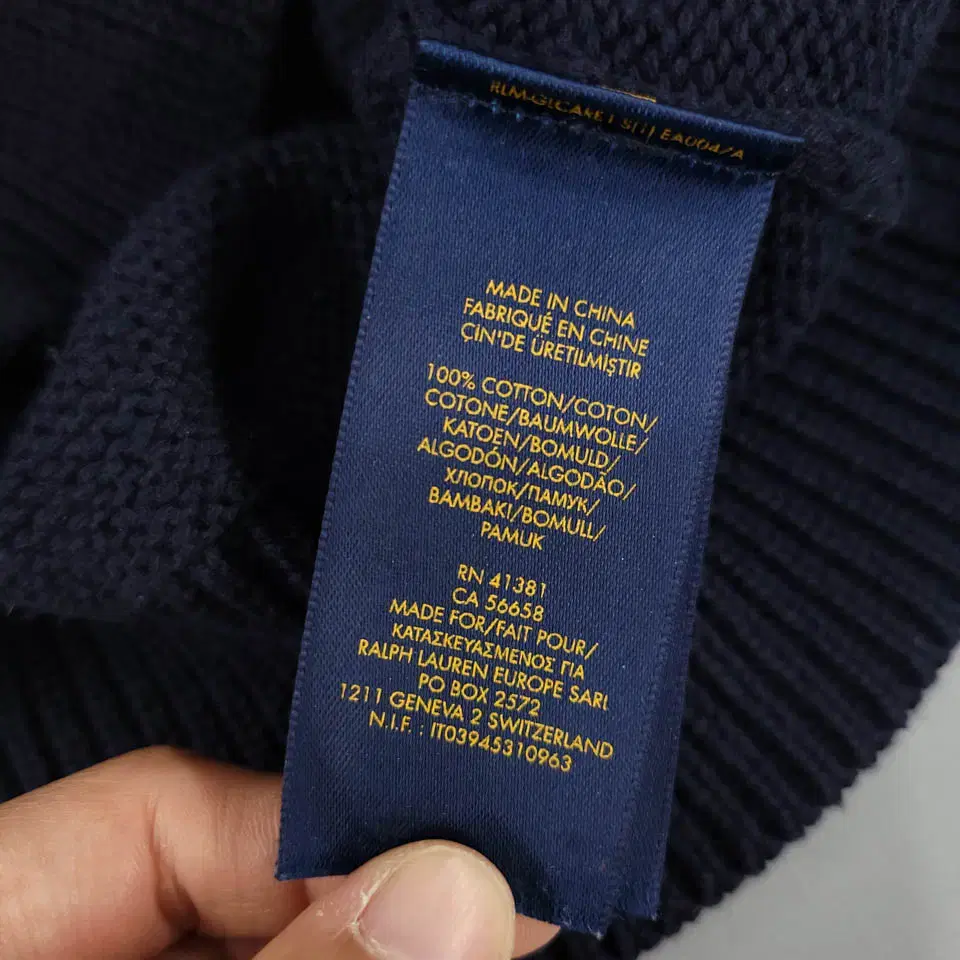 EA004/A
MADE IN CHINA
FABRIQUÉ EN CHINE
ÇIN'DE ÜRETILMIŞTIR
100% COTTON/COTON/
COTONE/BAUMWOLLE/
KATOEN/BOMULD/
ALGODÓN/ALGODAO/
ХЛОПОК/ПАМУК/
BAMBAKI/BOMULL/
PAMUK
RN 41381
CA 56658
MADE FOR/FAIT POUR/
ΚΑΤΑΣΚΕΥΑΣΜΕΝΟΣ ΓΙΑ
RALPH LAUREN EUROPE SARL
PO BOX 2572
1211 GENEVA 2 SWITZERLAND
N.I.F. : IT03945310963